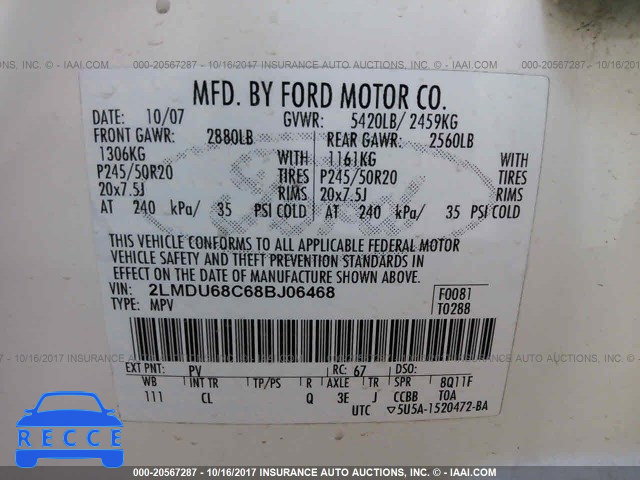 000-20567287 - 10/16/2017 INSURANCE AUTO AUCTIONS, INC. - © IAAI.COM
MFD. BY FORD MOTOR CO.
DATE: 10/07 GVWR: 5420LB/ 2459KG
FRONT GAWR: 2880LB REAR GAWR: 2560LB
1306KG WITH 1161KG WITH
P245/50R20 TIRES P245/50R20 TIRES
20x7.5J RIMS 20x7.5J RIMS
AT 240 kPa/ 35 PSI COLD AT 240 kPa/ 35 PSI COLD
THIS VEHICLE CONFORMS TO ALL APPLICABLE FEDERAL MOTOR
VEHICLE SAFETY AND THEFT PREVENTION STANDARDS IN
EFFECT ON THE DATE OF MANUFACTURE SHOWN ABOVE.
VIN: 2LMDU68C68BJ06468 F0081
TYPE: MPV T0288
EXT PNT: PV RC: 67 DSO:
WB INT TR TP/PS R AXLE TR SPR 8Q11F
111 CL Q 3E J CCBB TOA
UTC ▽5U5A-1520472-BA
RECCE
000-20567287 - 10/16/2017 INSURANCE AUTO AUCTIONS, INC. - © IAAI.COM